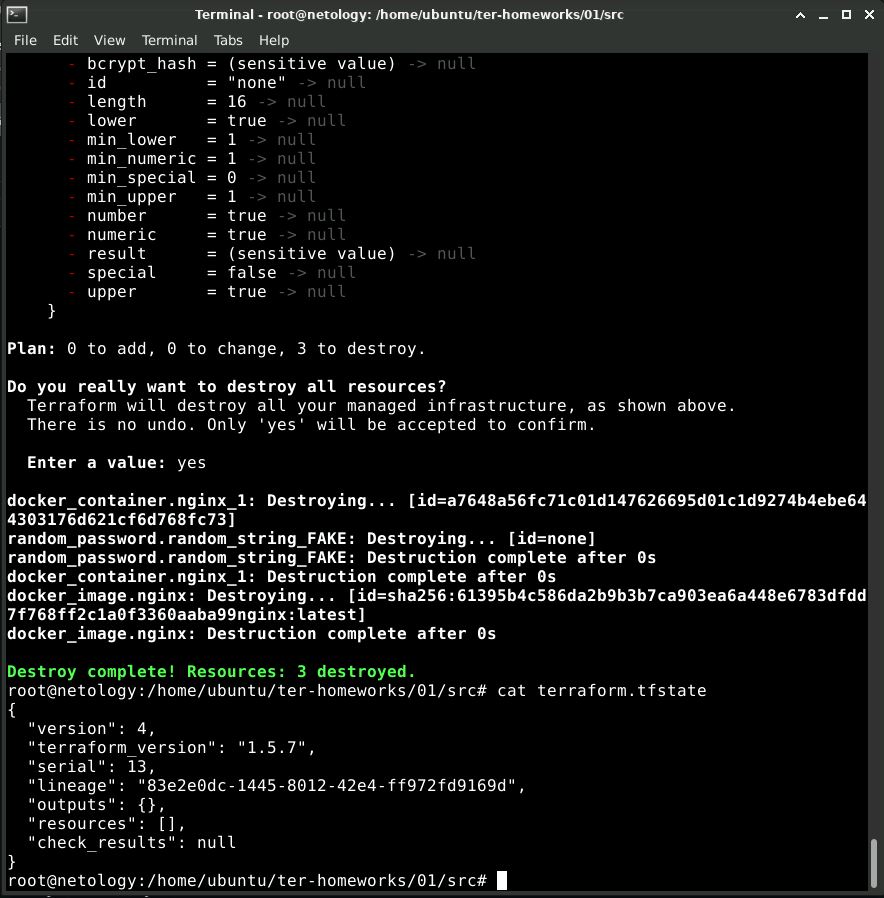 Terminal - root@netology: /home/ubuntu/ter-homeworks/01/src
File Edit View Terminal Tabs Help
- bcrypt_hash = (sensitive value) -> null
- id          = "none" -> null
- length      = 16 -> null
- lower       = true -> null
- min_lower   = 1 -> null
- min_numeric = 1 -> null
- min_special = 0 -> null
- min_upper   = 1 -> null
- number      = true -> null
- numeric     = true -> null
- result      = (sensitive value) -> null
- special     = false -> null
- upper       = true -> null
}
Plan: 0 to add, 0 to change, 3 to destroy.
Do you really want to destroy all resources?
Terraform will destroy all your managed infrastructure, as shown above.
There is no undo. Only 'yes' will be accepted to confirm.
Enter a value: yes
docker_container.nginx_1: Destroying... [id=a7648a56fc71c01d147626695d01c1d9274b4ebe64
4303176d621cf6d768fc73]
random_password.random_string_FAKE: Destroying... [id=none]
random_password.random_string_FAKE: Destruction complete after 0s
docker_container.nginx_1: Destruction complete after 0s
docker_image.nginx: Destroying... [id=sha256:61395b4c586da2b9b3b7ca903ea6a448e6783dfdd
7f768ff2c1a0f3360aaba99nginx:latest]
docker_image.nginx: Destruction complete after 0s
Destroy complete! Resources: 3 destroyed.
root@netology:/home/ubuntu/ter-homeworks/01/src# cat terraform.tfstate
{
"version": 4,
"terraform_version": "1.5.7",
"serial": 13,
"lineage": "83e2e0dc-1445-8012-42e4-ff972fd9169d",
"outputs": {},
"resources": [],
"check_results": null
}
root@netology:/home/ubuntu/ter-homeworks/01/src#